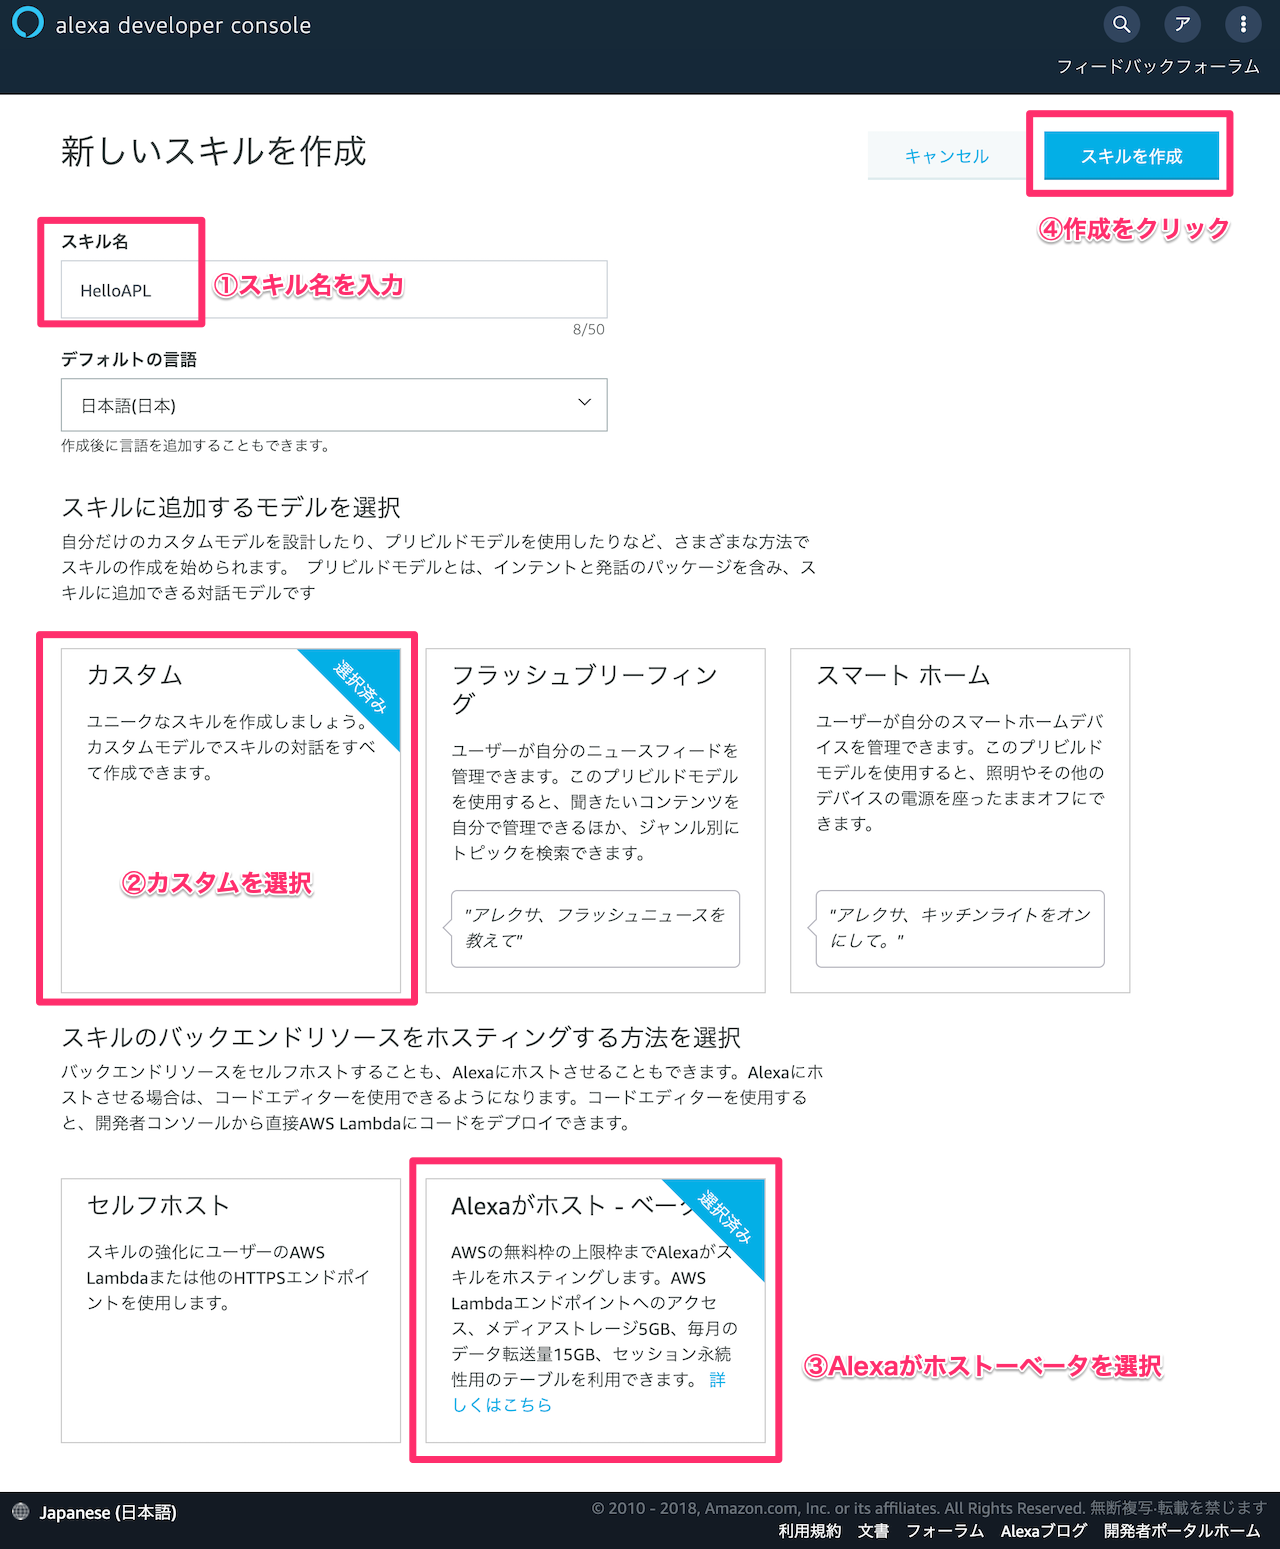 alexa developer console
ア
フィードバックフォーラム
新しいスキルを作成
キャンセル
スキルを作成
④作成をクリック
スキル名
HelloAPL
①スキル名を入力
8/50
デフォルトの言語
日本語(日本)
作成後に言語を追加することもできます。
スキルに追加するモデルを選択
自分だけのカスタムモデルを設計したり、プリビルドモデルを使用したりなど、さまざまな方法で
スキルの作成を始められます。 プリビルドモデルとは、インテントと発話のパッケージを含み、ス
キルに追加できる対話モデルです
カスタム
選択済み
ユニークなスキルを作成しましょう。
カスタムモデルでスキルの対話をすべ
て作成できます。
②カスタムを選択
フラッシュブリーフィン
グ
ユーザーが自分のニュースフィードを
管理できます。このプリビルドモデル
を使用すると、聞きたいコンテンツを
自分で管理できるほか、ジャンル別に
トピックを検索できます。
"アレクサ、フラッシュニュースを
教えて"
スマート ホーム
ユーザーが自分のスマートホームデバ
イスを管理できます。このプリビルド
モデルを使用すると、照明やその他の
デバイスの電源を座ったままオフにで
きます。
"アレクサ、キッチンライトをオン
にして。"
スキルのバックエンドリソースをホスティングする方法を選択
バックエンドリソースをセルフホストすることも、Alexaにホストさせることもできます。Alexaにホ
ストさせる場合は、コードエディターを使用できるようになります。コードエディターを使用する
と、開発者コンソールから直接AWS Lambdaにコードをデプロイできます。
セルフホスト
スキルの強化にユーザーのAWS
Lambdaまたは他のHTTPSエンドポイ
ントを使用します。
Alexaがホスト - ベータ
選択済み
AWSの無料枠の上限枠までAlexaがス
キルをホスティングします。AWS
Lambdaエンドポイントへのアクセ
ス、メディアストレージ5GB、毎月の
データ転送量15GB、セッション永続
性用のテーブルを利用できます。 詳
しくはこちら
③Alexaがホストーベータを選択
Japanese (日本語)
© 2010 - 2018, Amazon.com, Inc. or its affiliates. All Rights Reserved. 無断複写·転載を禁じます
利用規約 文書 フォーラム Alexaブログ 開発者ポータルホーム